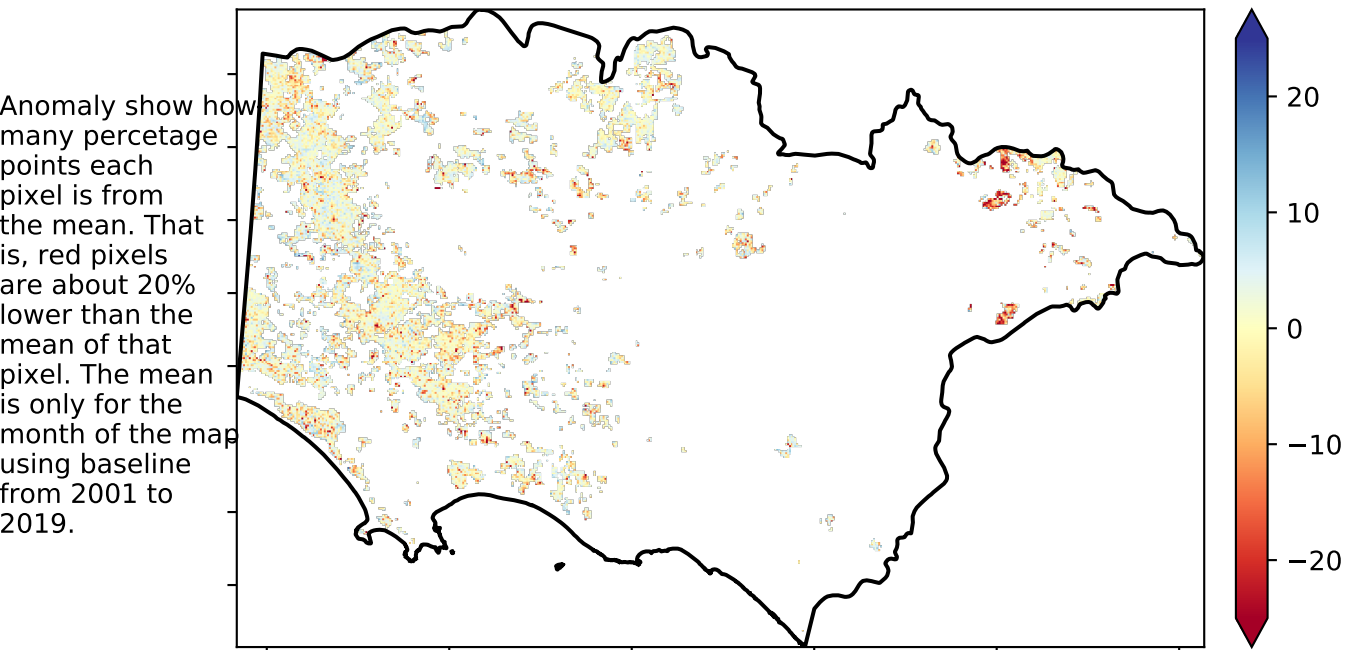 Anomaly show how
many percetage
points each
pixel is from
the mean. That
is, red pixels
are about 20%
lower than the
mean of that
pixel. The mean
is only for the
month of the map
using baseline
from 2001 to
2019.
20
10
0
−10
−20